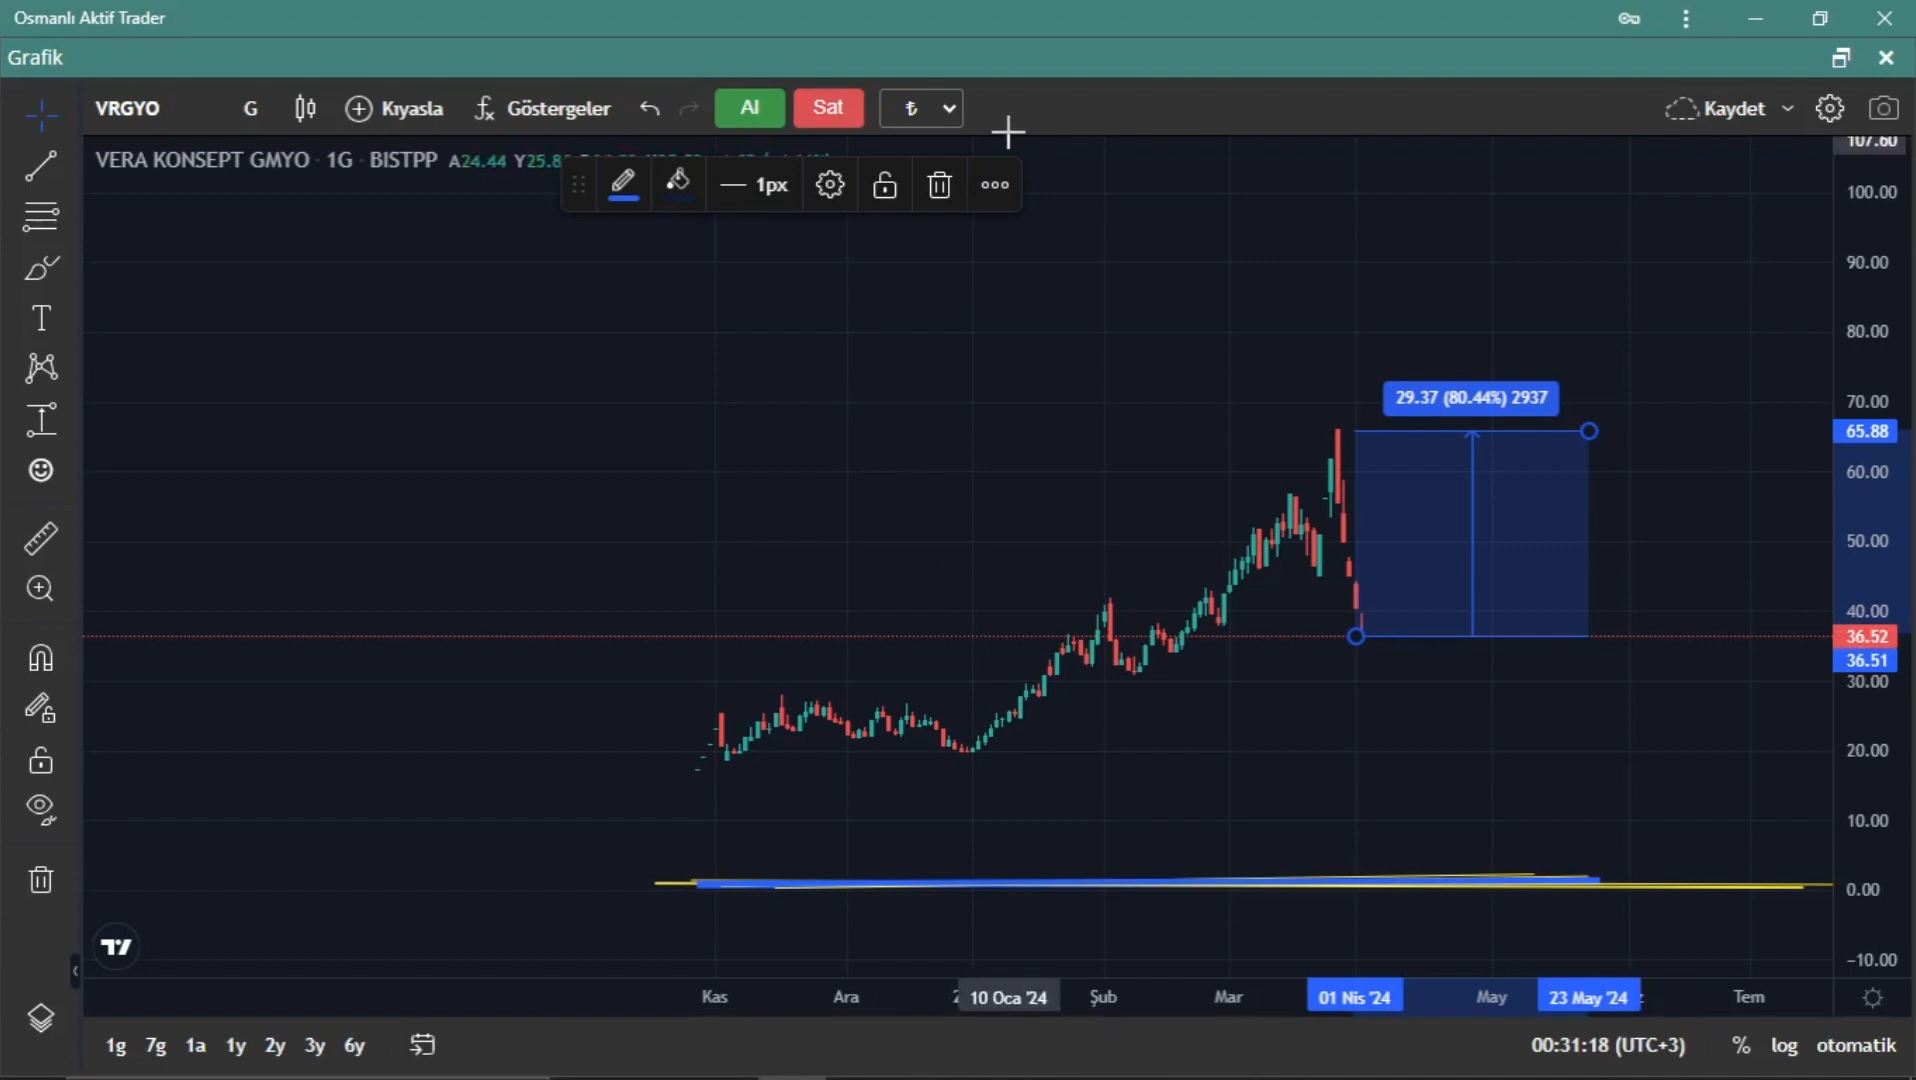 Osmanlı Aktif Trader
Grafik
VRGYO G Kıyasla Göstergeler Al Sat ₺ Kaydet
VERA KONSEPT GMYO · 1G · BISTPP A24.44
1px
107.60
100.00
90.00
80.00
70.00
65.88
60.00
50.00
40.00
36.52
36.51
30.00
20.00
10.00
0.00
−10.00
29.37 (80.44%) 2937
Kas Ara 10 Oca '24 Şub Mar 01 Nis '24 May 23 May '24 Tem
1g 7g 1a 1y 2y 3y 6y 00:31:18 (UTC+3) % log otomatik